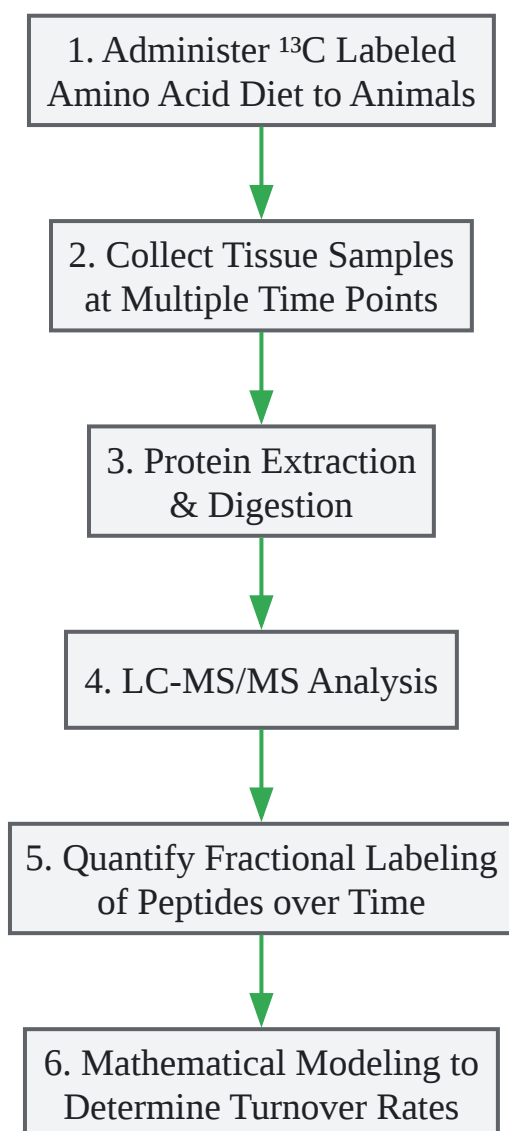 1. Administer ¹³C Labeled
Amino Acid Diet to Animals
2. Collect Tissue Samples
at Multiple Time Points
3. Protein Extraction
& Digestion
4. LC-MS/MS Analysis
5. Quantify Fractional Labeling
of Peptides over Time
6. Mathematical Modeling to
Determine Turnover Rates